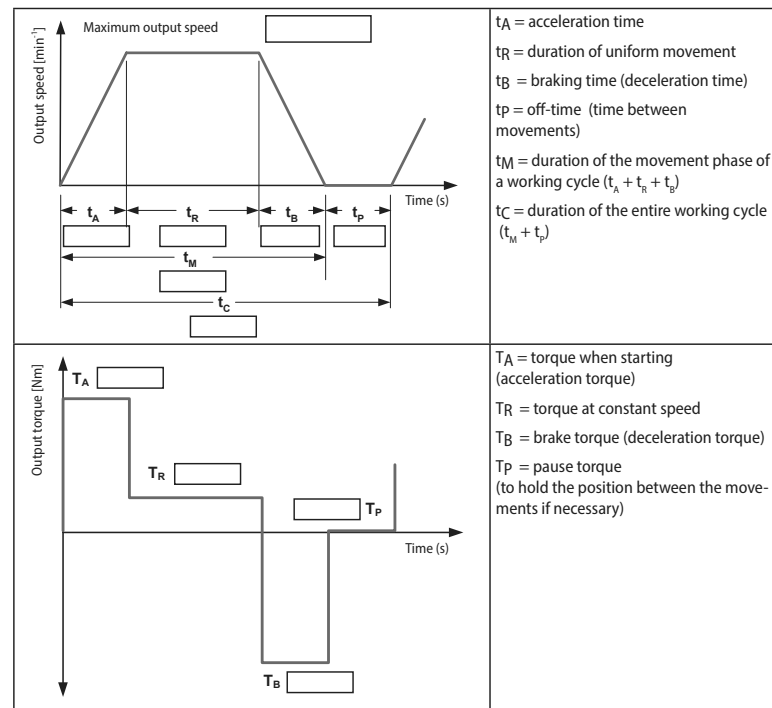 Maximum output speed
Output speed [min⁻¹]
Time (s)
tA
tR
tB
tP
tM
tC
tA = acceleration time
tR = duration of uniform movement
tB = braking time (deceleration time)
tP = off-time (time between
movements)
tM = duration of the movement phase of
a working cycle (tA + tR + tB)
tC = duration of the entire working cycle
(tM + tP)
Output torque [Nm]
TA
TR
TP
Time (s)
TB
TA = torque when starting
(acceleration torque)
TR = torque at constant speed
TB = brake torque (deceleration torque)
TP = pause torque
(to hold the position between the move-
ments if necessary)